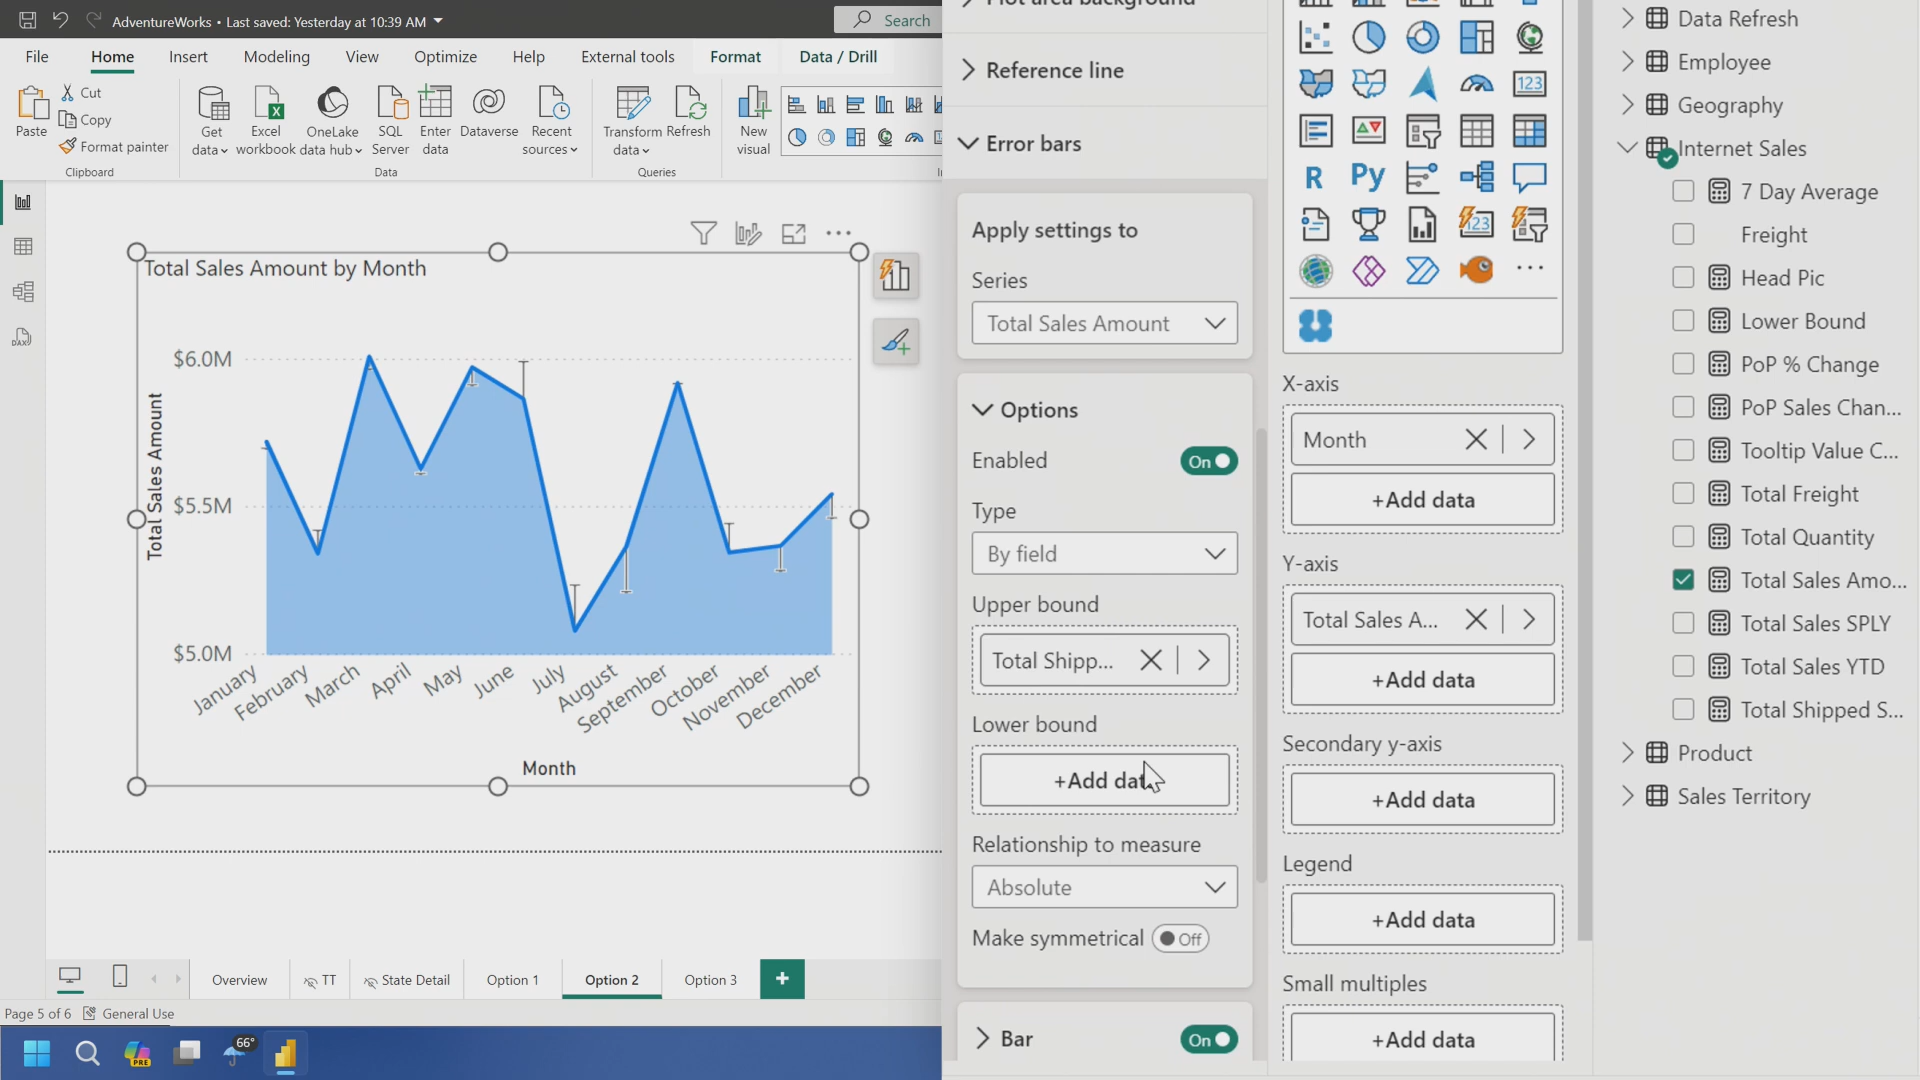 AdventureWorks • Last saved: Yesterday at 10:39 AM
Search
File Home Insert Modeling View Optimize Help External tools Format Data / Drill
Paste
Cut
Copy
Format painter
Clipboard
Get data
Excel workbook
OneLake data hub
SQL Server
Enter data
Dataverse
Recent sources
Data
Transform data
Refresh
Queries
New visual
Total Sales Amount by Month
Total Sales Amount
$6.0M
$5.5M
$5.0M
January
February
March
April
May
June
July
August
September
October
November
December
Month
Overview
TT
State Detail
Option 1
Option 2
Option 3
+
Page 5 of 6
General Use
PRE
66°
Reference line
Error bars
Apply settings to
Series
Total Sales Amount
Options
Enabled
On
Type
By field
Upper bound
Total Shipp...
Lower bound
+Add data
Relationship to measure
Absolute
Make symmetrical
Off
Bar
On
123
R
Py
123
X-axis
Month
+Add data
Y-axis
Total Sales A...
+Add data
Secondary y-axis
+Add data
Legend
+Add data
Small multiples
+Add data
Data Refresh
Employee
Geography
Internet Sales
7 Day Average
Freight
Head Pic
Lower Bound
PoP % Change
PoP Sales Chan...
Tooltip Value C...
Total Freight
Total Quantity
Total Sales Amo...
Total Sales SPLY
Total Sales YTD
Total Shipped S...
Product
Sales Territory